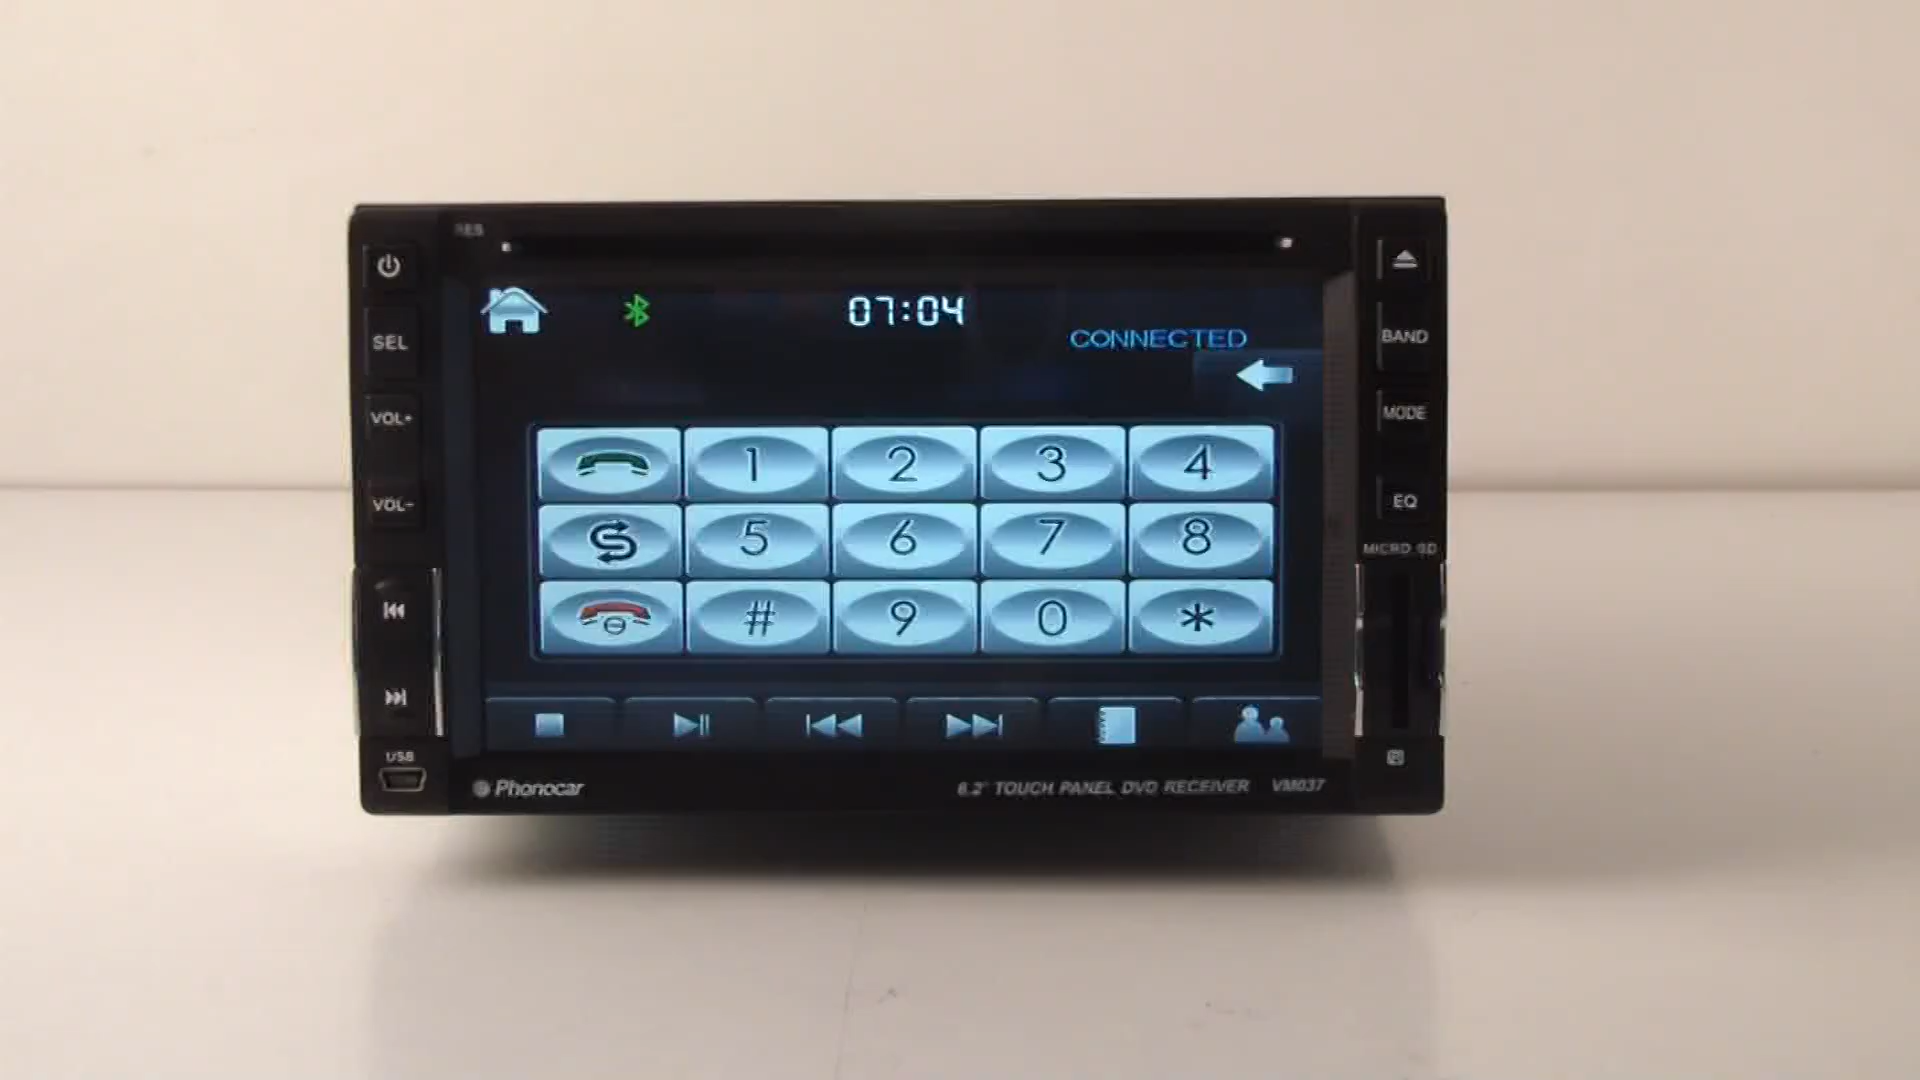 RES
07:04
CONNECTED
SEL
VOL+
VOL-
USB
1 2 3 4
5 6 7 8
# 9 0 *
BAND
MODE
EQ
MICRO SD
Phonocar
6.2" TOUCH PANEL DVD RECEIVER VM037